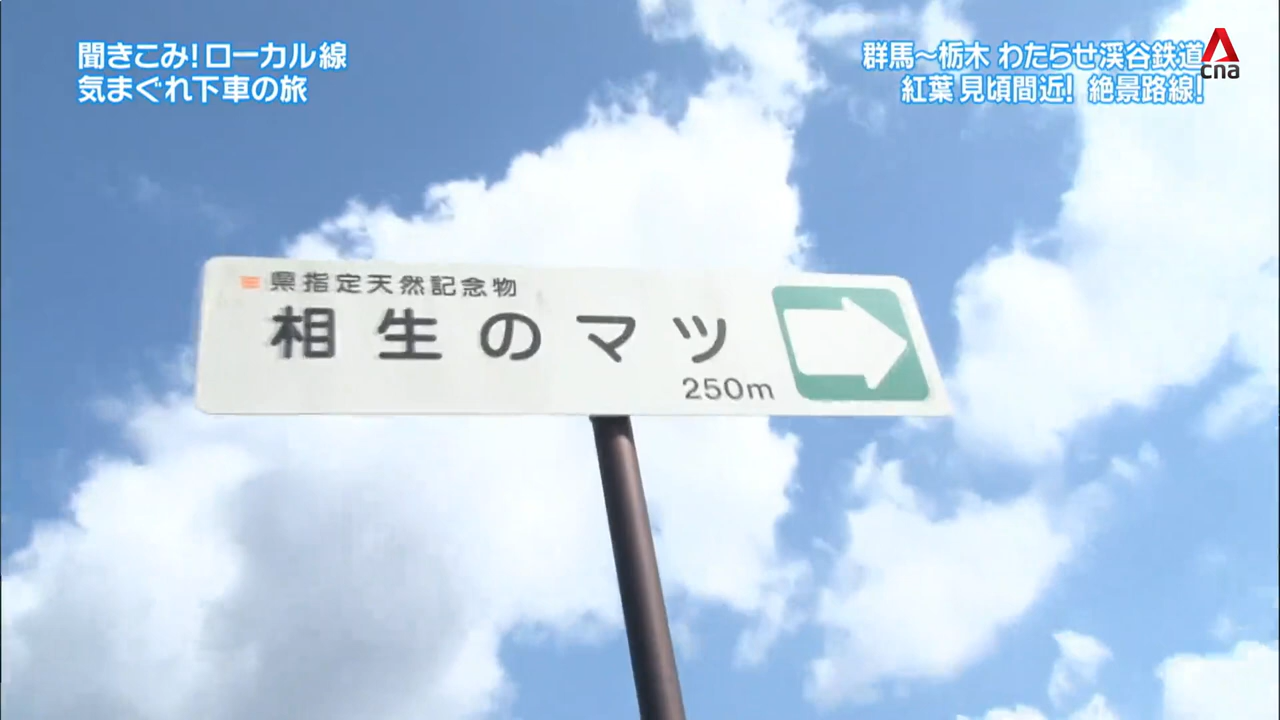 聞きこみ!ローカル線
気まぐれ下車の旅
群馬~栃木 わたらせ渓谷鉄道
紅葉 見頃間近! 絶景路線!
cna
県指定天然記念物
相生のマツ
250m